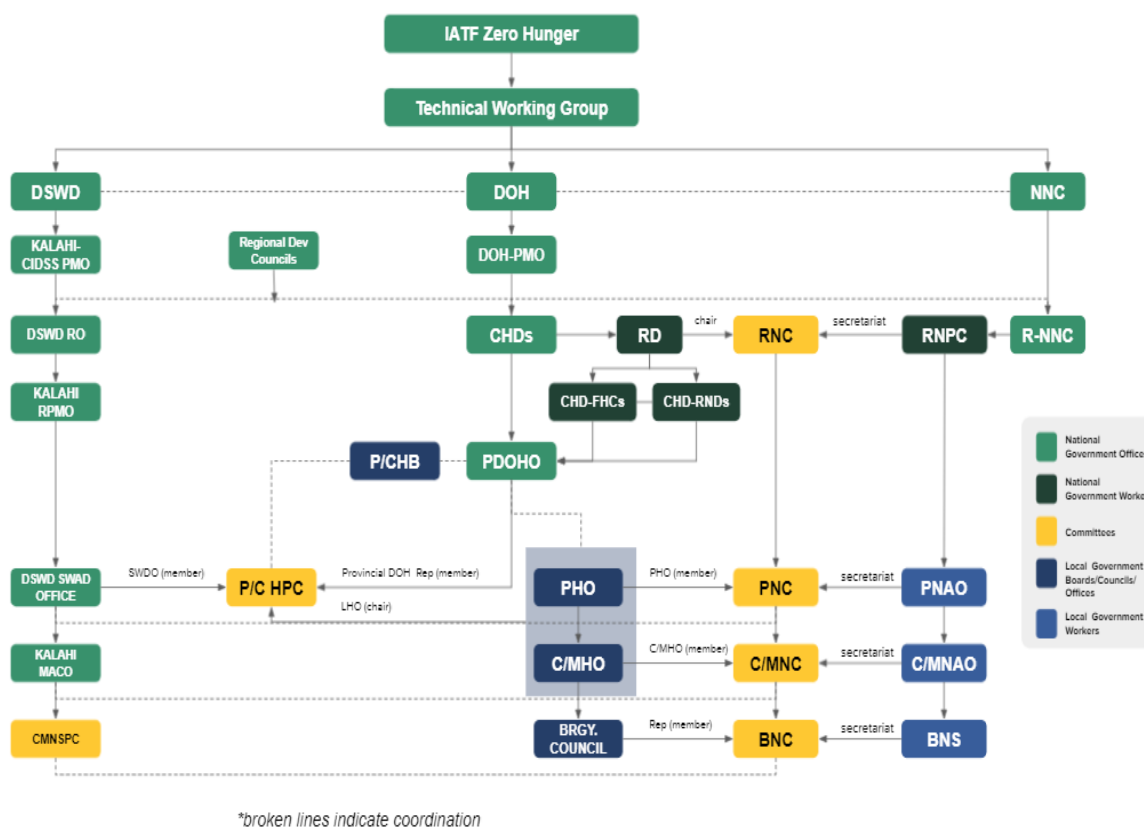 IATF Zero Hunger
Technical Working Group
DSWD
DOH
NNC
KALAHI-
CIDSS PMO
Regional Dev
Councils
DOH-PMO
DSWD RO
CHDs
RD
chair
RNC
secretariat
RNPC
R-NNC
KALAHI
RPMO
CHD-FHCs
CHD-RNDs
P/CHB
PDOHO
National
Government Office
National
Government Worke
Committees
Local Government
Boards/Councils/
Offices
Local Government
Workers
DSWD SWAD
OFFICE
SWDO (member)
P/C HPC
Provincial DOH Rep (member)
LHO (chair)
PHO
PHO (member)
PNC
secretariat
PNAO
KALAHI
MACO
C/MHO
C/MHO (member)
C/MNC
secretariat
C/MNAO
CMNSPC
BRGY.
COUNCIL
Rep (member)
BNC
secretariat
BNS
*broken lines indicate coordination